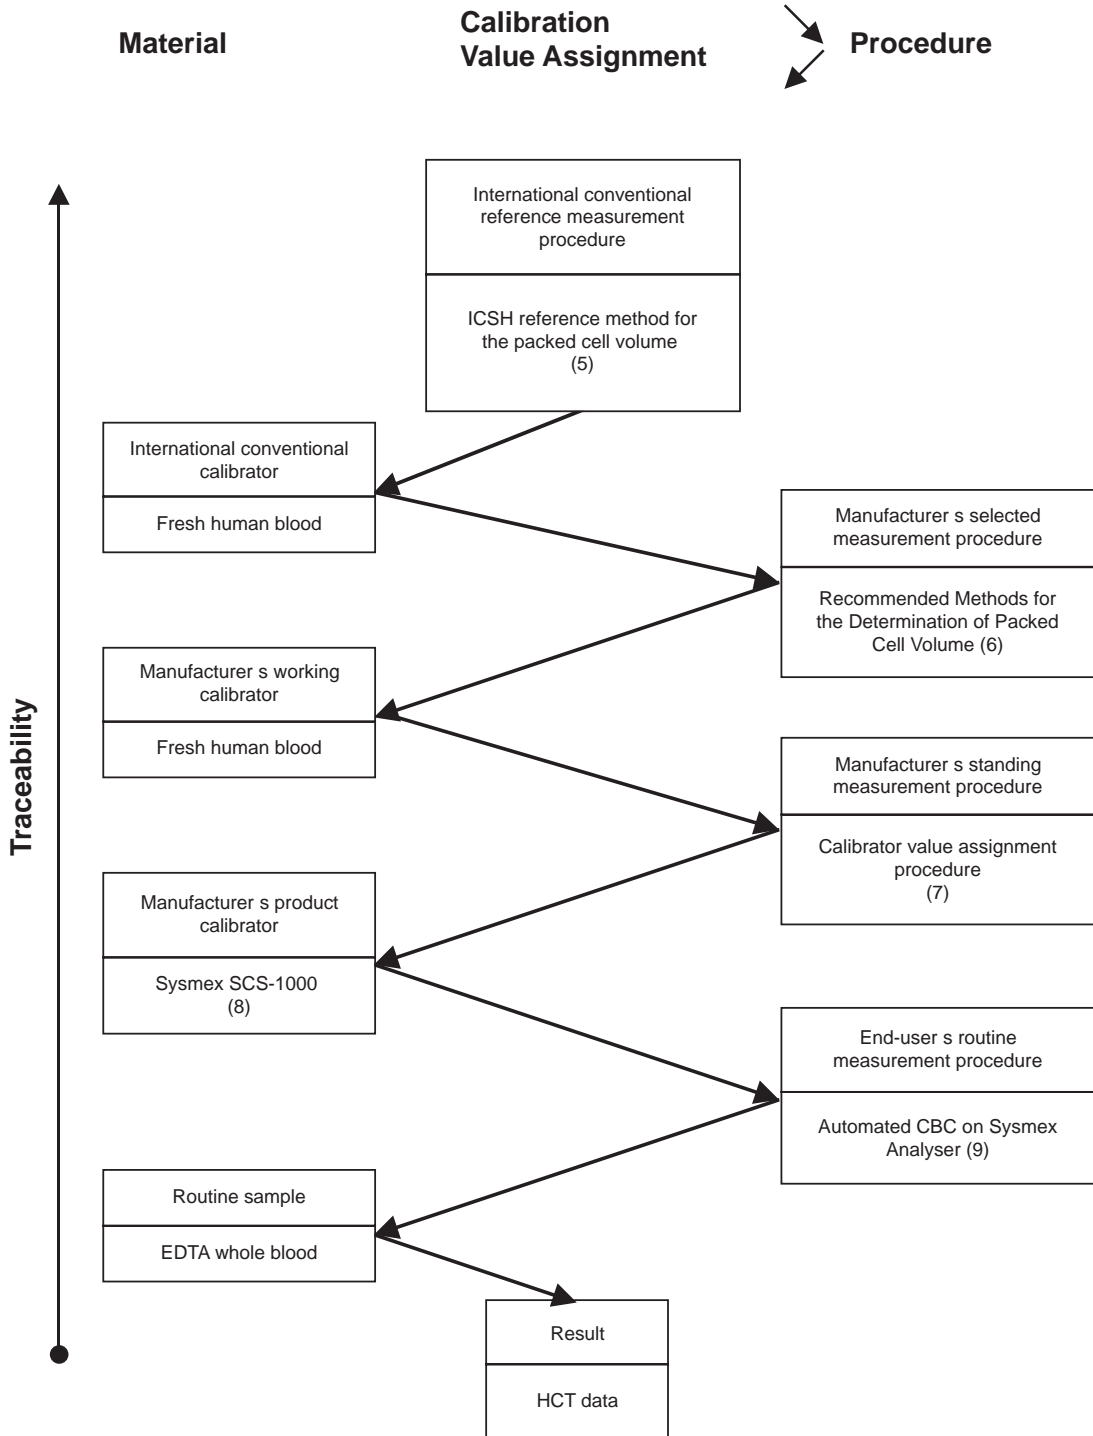 Material
Calibration
Value Assignment
Procedure
International conventional
reference measurement
procedure
ICSH reference method for
the packed cell volume
(5)
International conventional
calibrator
Fresh human blood
Manufacturer s selected
measurement procedure
Recommended Methods for
the Determination of Packed
Cell Volume (6)
Manufacturer s working
calibrator
Fresh human blood
Traceability
Manufacturer s standing
measurement procedure
Calibrator value assignment
procedure
(7)
Manufacturer s product
calibrator
Sysmex SCS-1000
(8)
End-user s routine
measurement procedure
Automated CBC on Sysmex
Analyser (9)
Routine sample
EDTA whole blood
Result
HCT data